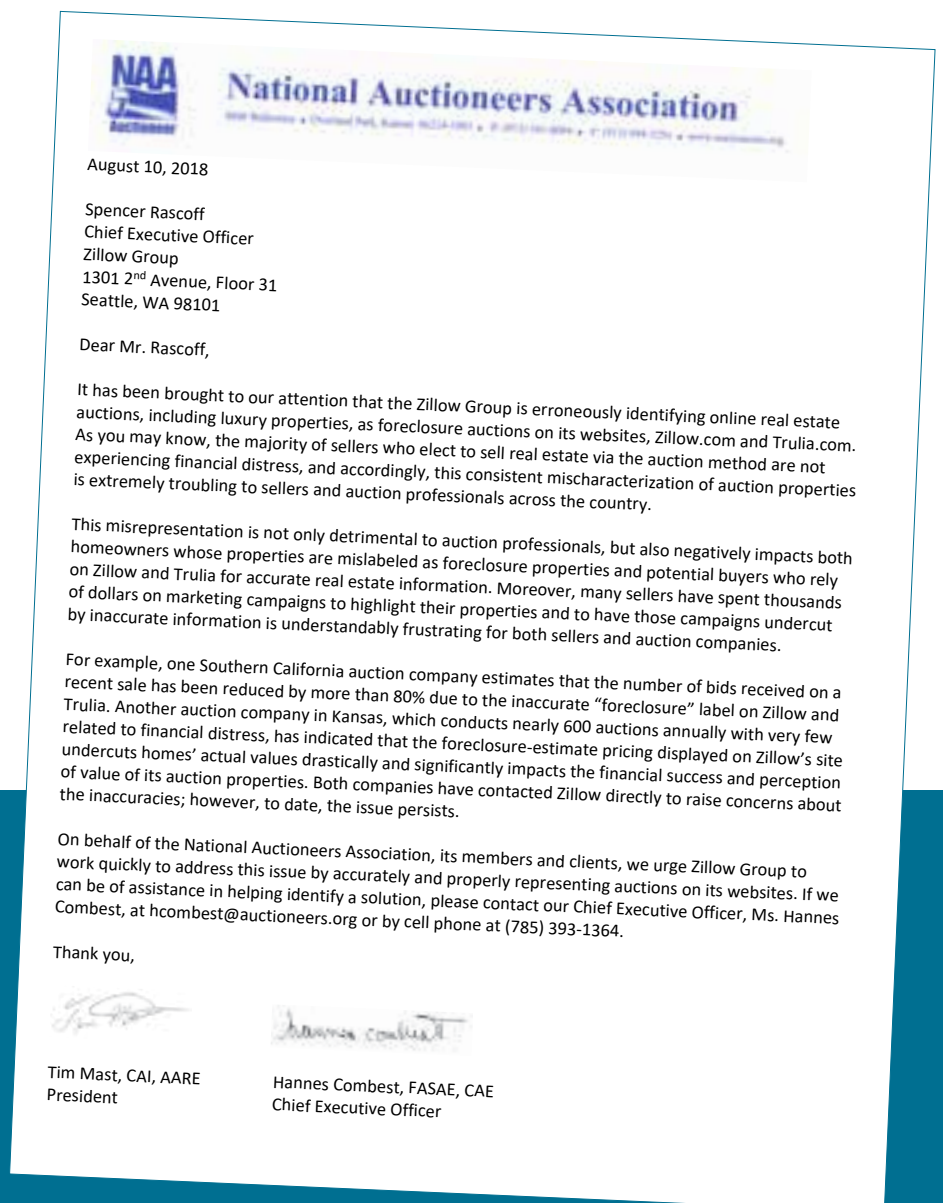 NAA
Auctioneer
National Auctioneers Association
August 10, 2018
Spencer Rascoff
Chief Executive Officer
Zillow Group
1301 2nd Avenue, Floor 31
Seattle, WA 98101
Dear Mr. Rascoff,
It has been brought to our attention that the Zillow Group is erroneously identifying online real estate
auctions, including luxury properties, as foreclosure auctions on its websites, Zillow.com and Trulia.com.
As you may know, the majority of sellers who elect to sell real estate via the auction method are not
experiencing financial distress, and accordingly, this consistent mischaracterization of auction properties
is extremely troubling to sellers and auction professionals across the country.
This misrepresentation is not only detrimental to auction professionals, but also negatively impacts both
homeowners whose properties are mislabeled as foreclosure properties and potential buyers who rely
on Zillow and Trulia for accurate real estate information. Moreover, many sellers have spent thousands
of dollars on marketing campaigns to highlight their properties and to have those campaigns undercut
by inaccurate information is understandably frustrating for both sellers and auction companies.
For example, one Southern California auction company estimates that the number of bids received on a
recent sale has been reduced by more than 80% due to the inaccurate “foreclosure” label on Zillow and
Trulia. Another auction company in Kansas, which conducts nearly 600 auctions annually with very few
related to financial distress, has indicated that the foreclosure-estimate pricing displayed on Zillow’s site
undercuts homes’ actual values drastically and significantly impacts the financial success and perception
of value of its auction properties. Both companies have contacted Zillow directly to raise concerns about
the inaccuracies; however, to date, the issue persists.
On behalf of the National Auctioneers Association, its members and clients, we urge Zillow Group to
work quickly to address this issue by accurately and properly representing auctions on its websites. If we
can be of assistance in helping identify a solution, please contact our Chief Executive Officer, Ms. Hannes
Combest, at hcombest@auctioneers.org or by cell phone at (785) 393-1364.
Thank you,
hannes combest
Tim Mast, CAI, AARE
President
Hannes Combest, FASAE, CAE
Chief Executive Officer